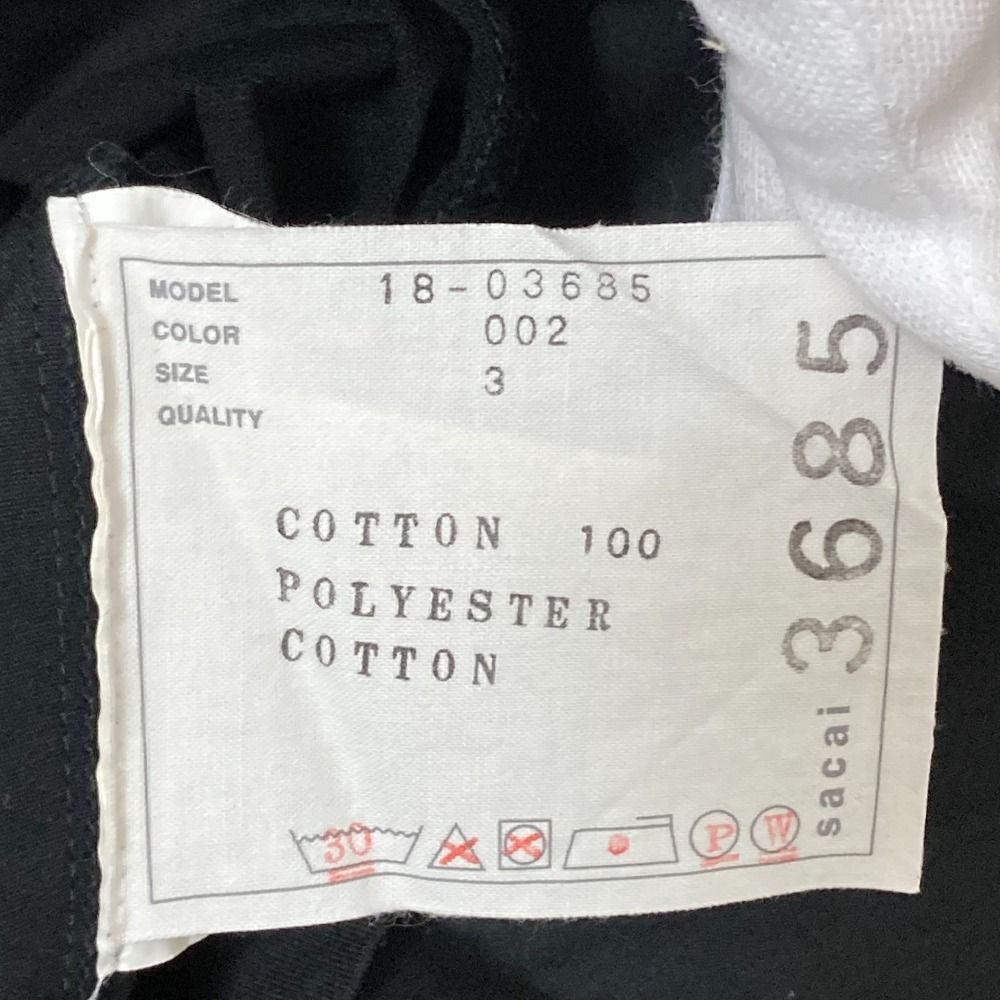 MODEL 18-03685
COLOR 002
SIZE 3
QUALITY
COTTON 100
POLYESTER
COTTON
30
P
W
sacai 3685